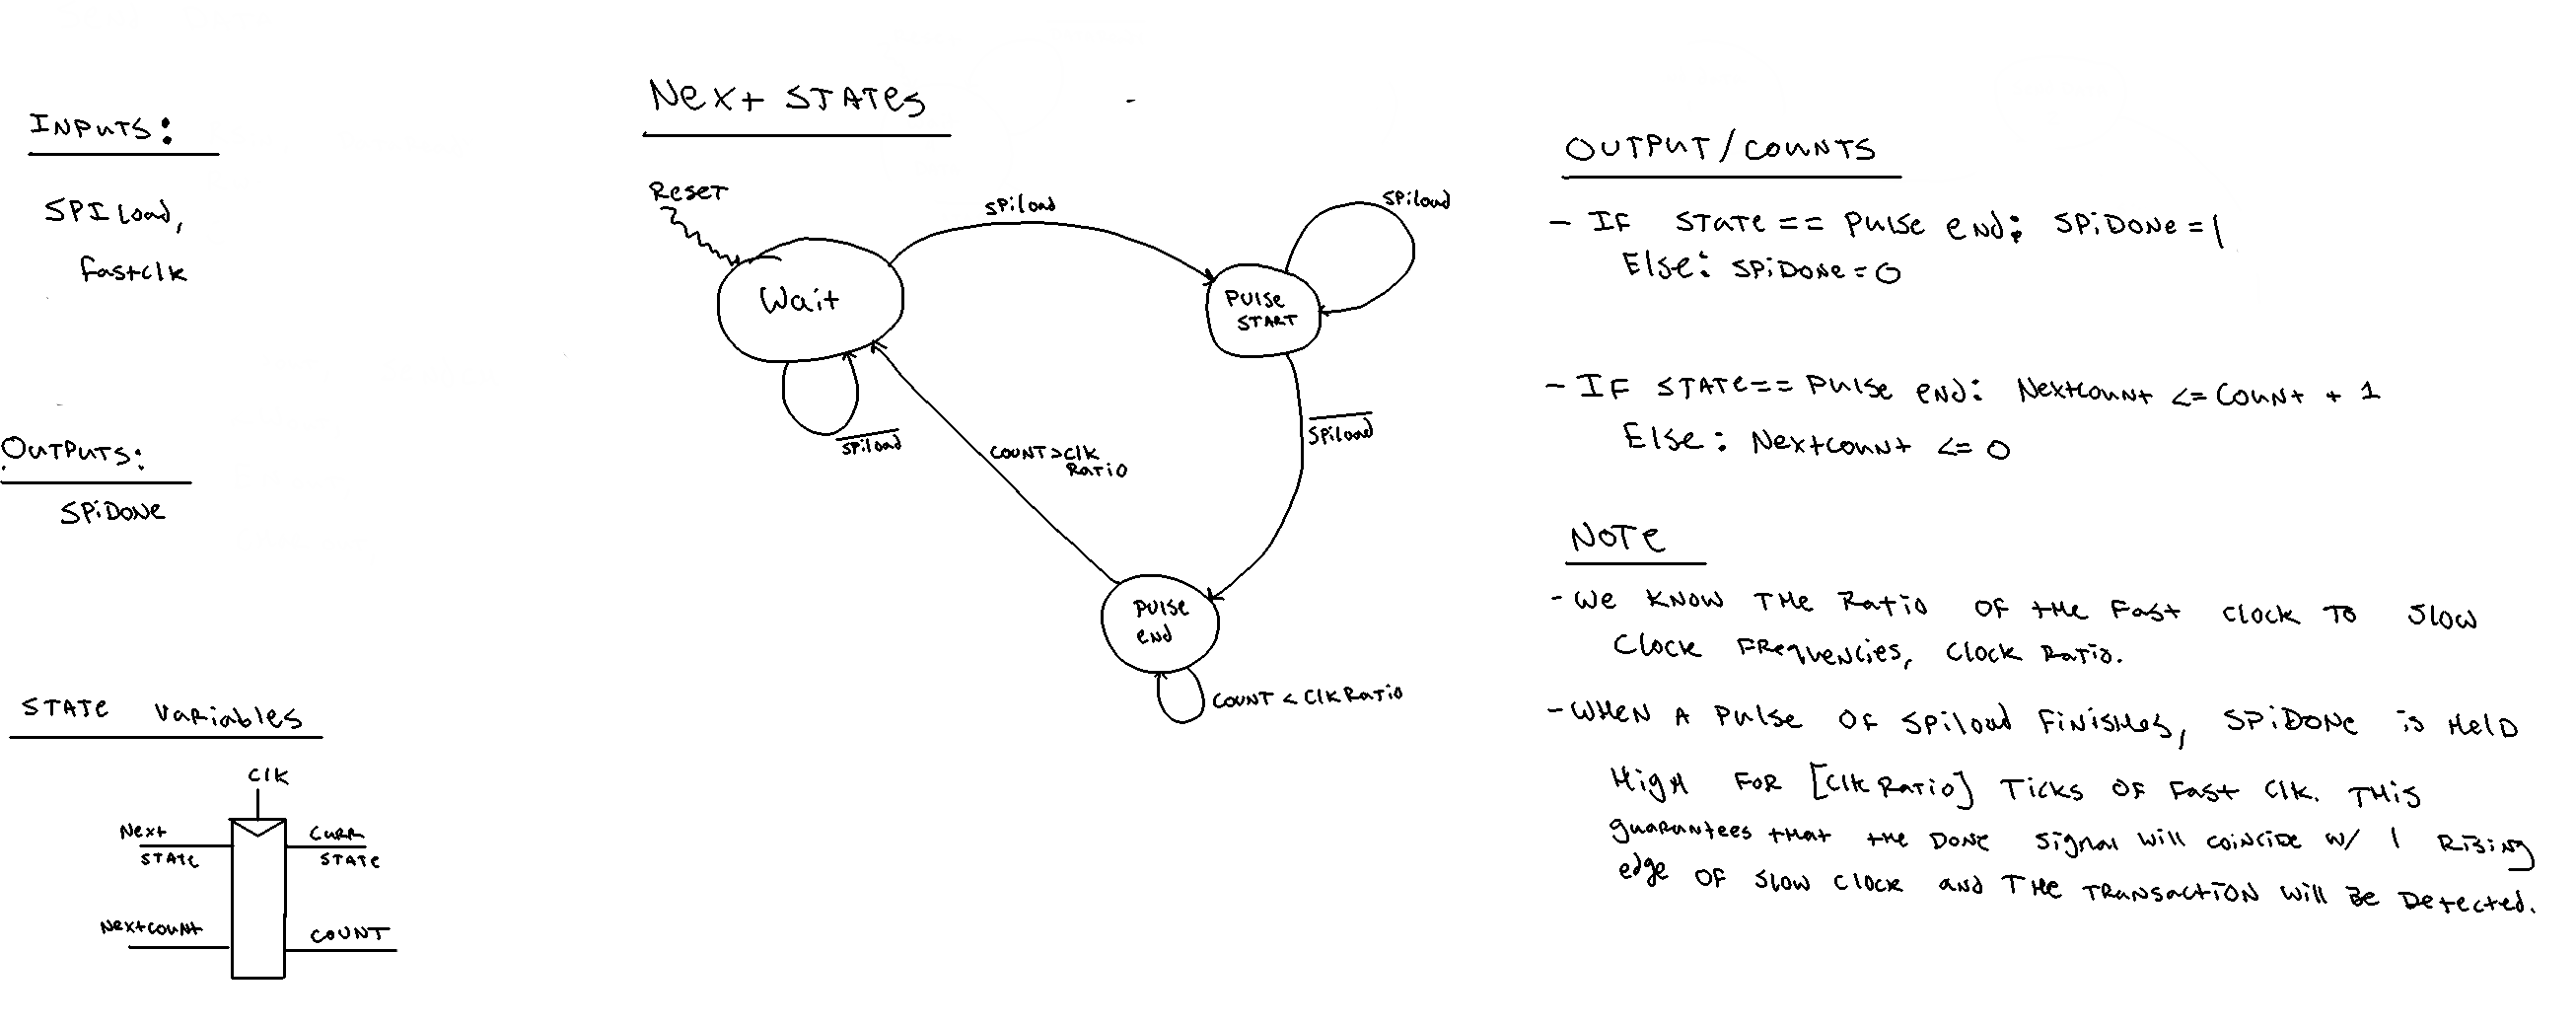 INPUTS:
SPI Load,
fastclk
OUTPUTS:
SPIDONE
STATE Variables
Clk
Next
STATE
Curr
STATE
Nextcount
COUNT
Next STATES
Reset
SPiload
SPiload
Wait
PULSE
START
SPiload
SPiload
COUNT>Clk
RATiO
PULSE
end
COUNT < Clk RATiO
OUTPUT/COUNTS
- IF STATE == PULSE end: SPiDONE = 1
Else: SPiDONE = 0
- IF STATE == PULSE end: NextCount <= Count + 1
Else: NextCount <= 0
NOTE
- We KNOW THE RATiO OF tHe FAST clock TO Slow
Clock FRequencies, Clock RATiO.
- WHeN A PULSE OF SPiload FiNiSHes, SPiDONE is HelD
HigH FOR [Clk RATiO] Ticks OF FAST Clk. THiS
guarantees that the DONE Signal will coincide w/ 1 Rising
edge OF Slow Clock and THe TRANSACTiON will Be DeTected.